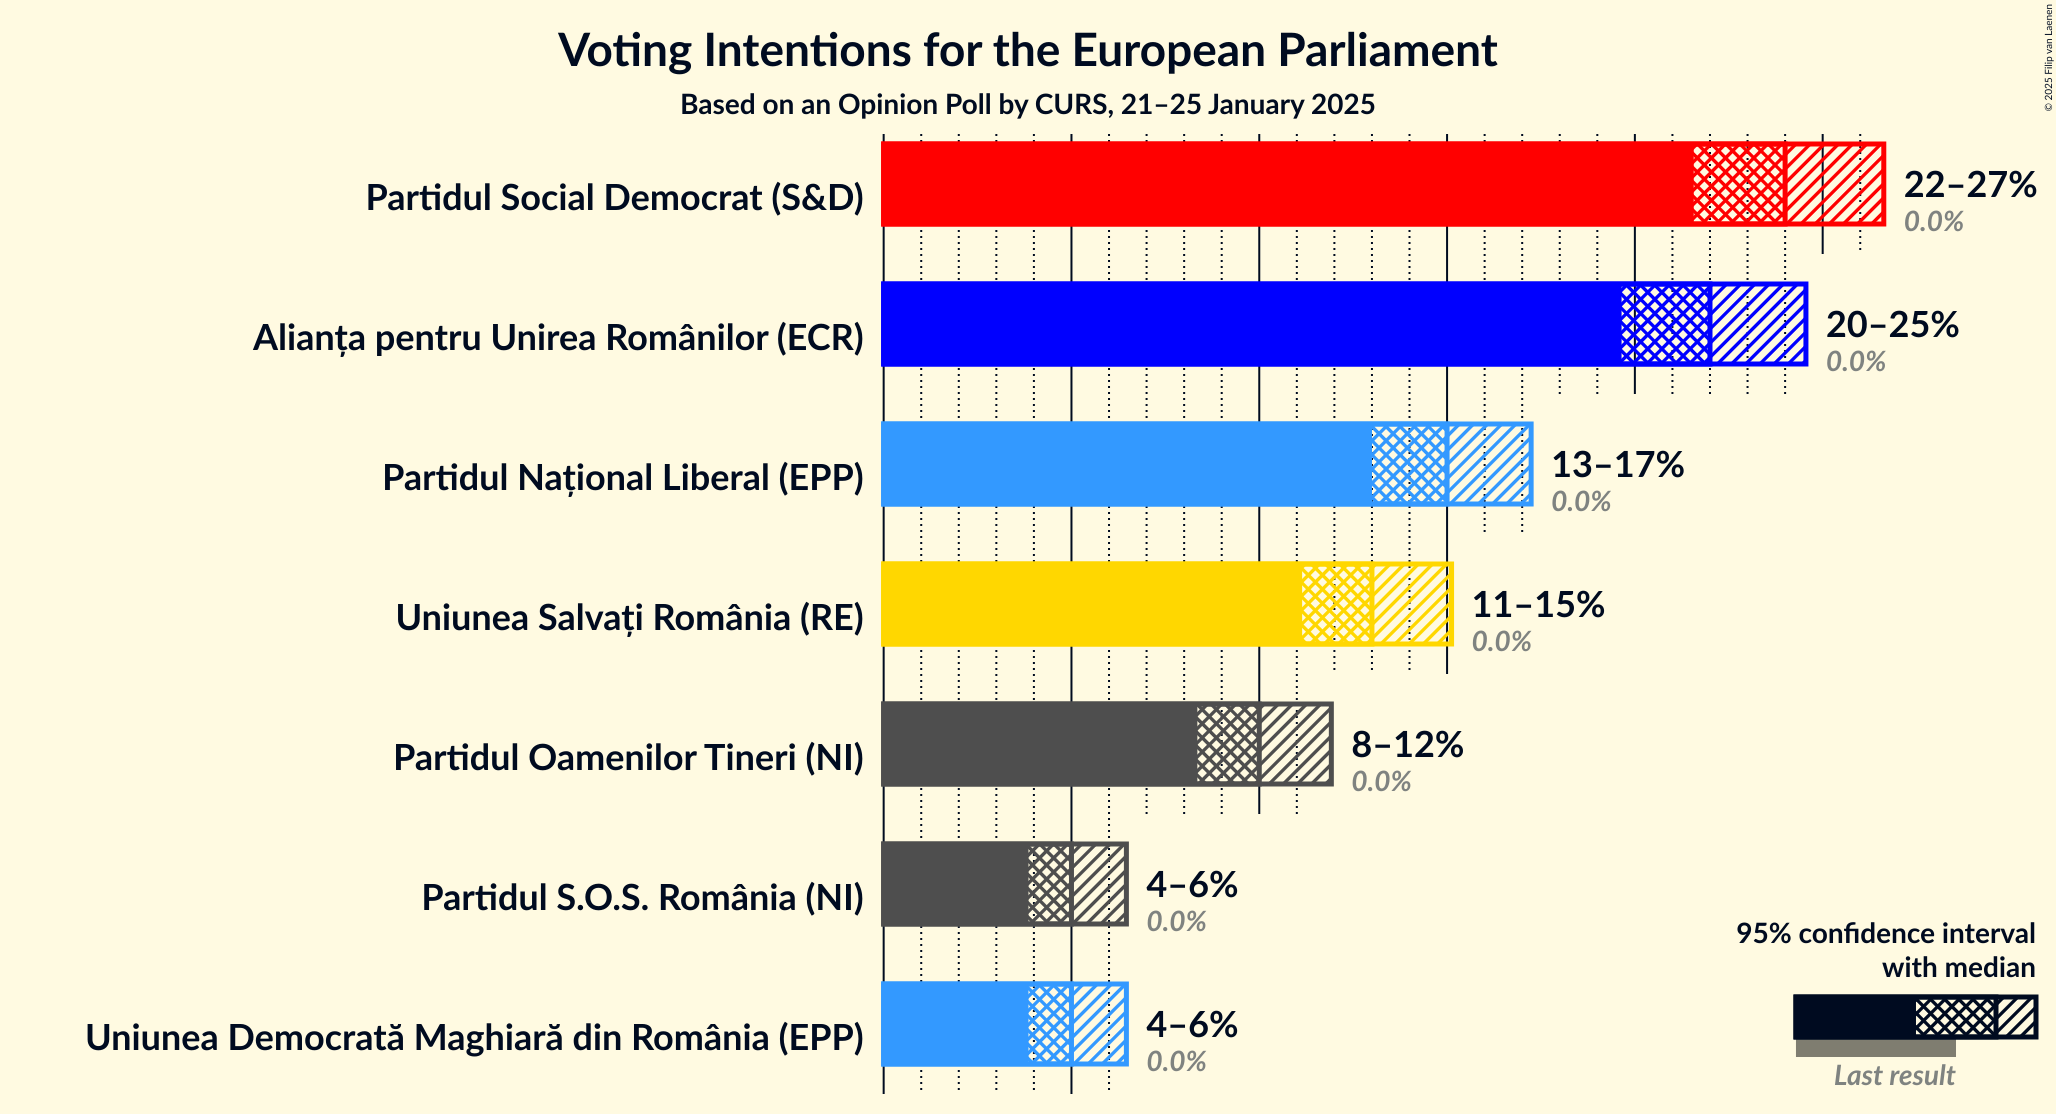 Voting Intentions for the European Parliament
Based on an Opinion Poll by CURS, 21–25 January 2025
© 2025 Filip van Laenen
Partidul Social Democrat (S&D)
22–27%
0.0%
Alianța pentru Unirea Românilor (ECR)
20–25%
0.0%
Partidul Național Liberal (EPP)
13–17%
0.0%
Uniunea Salvați România (RE)
11–15%
0.0%
Partidul Oamenilor Tineri (NI)
8–12%
0.0%
Partidul S.O.S. România (NI)
4–6%
0.0%
Uniunea Democrată Maghiară din România (EPP)
4–6%
0.0%
95% confidence interval
with median
Last result